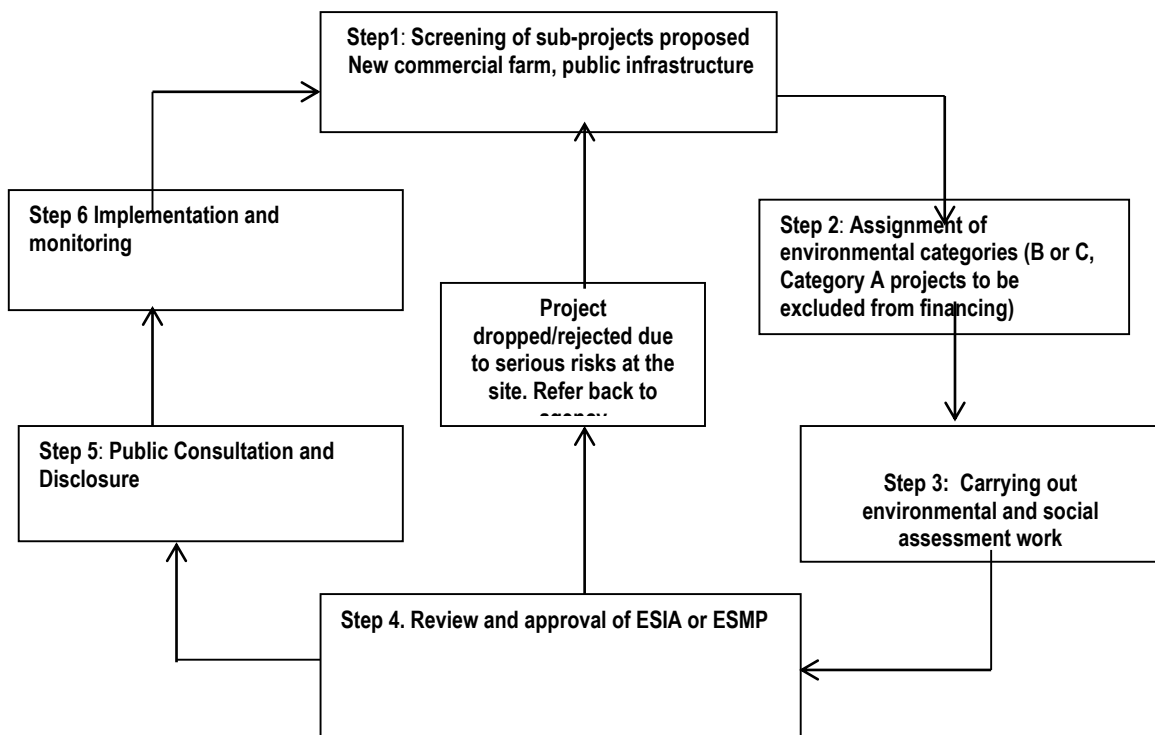 Step1: Screening of sub-projects proposed
New commercial farm, public infrastructure
Step 6 Implementation and
monitoring
Step 2: Assignment of
environmental categories (B or C,
Category A projects to be
excluded from financing)
Project
dropped/rejected due
to serious risks at the
site. Refer back to
Step 5: Public Consultation and
Disclosure
Step 3: Carrying out
environmental and social
assessment work
Step 4. Review and approval of ESIA or ESMP